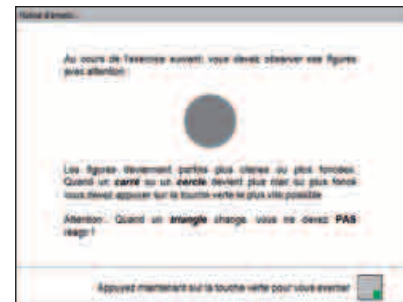 Au cours de l'exercice suivant, vous devez observer ces figures
avec attention :
Les figures deviennent parfois plus claires ou plus foncées.
Quand un carré ou un cercle devient plus clair ou plus foncé
vous devez appuyer sur la touche verte le plus vite possible.
Attention : Quand un triangle change, vous ne devez PAS
réagir !
Appuyez maintenant sur la touche verte pour vous exercer